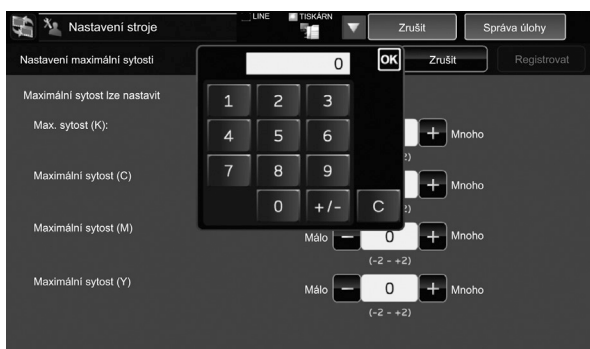 Nastavení stroje LINE TISKÁRN Zrušit Správa úlohy
Nastavení maximální sytosti Zrušit Registrovat
0 OK
Maximální sytost lze nastavit
1 2 3
Max. sytost (K):
4 5 6
+ Mnoho
2)
7 8 9
Maximální sytost (C)
+ Mnoho
0 +/- C
2)
Maximální sytost (M)
Málo − 0 + Mnoho
(-2 - +2)
Maximální sytost (Y)
Málo − 0 + Mnoho
(-2 - +2)